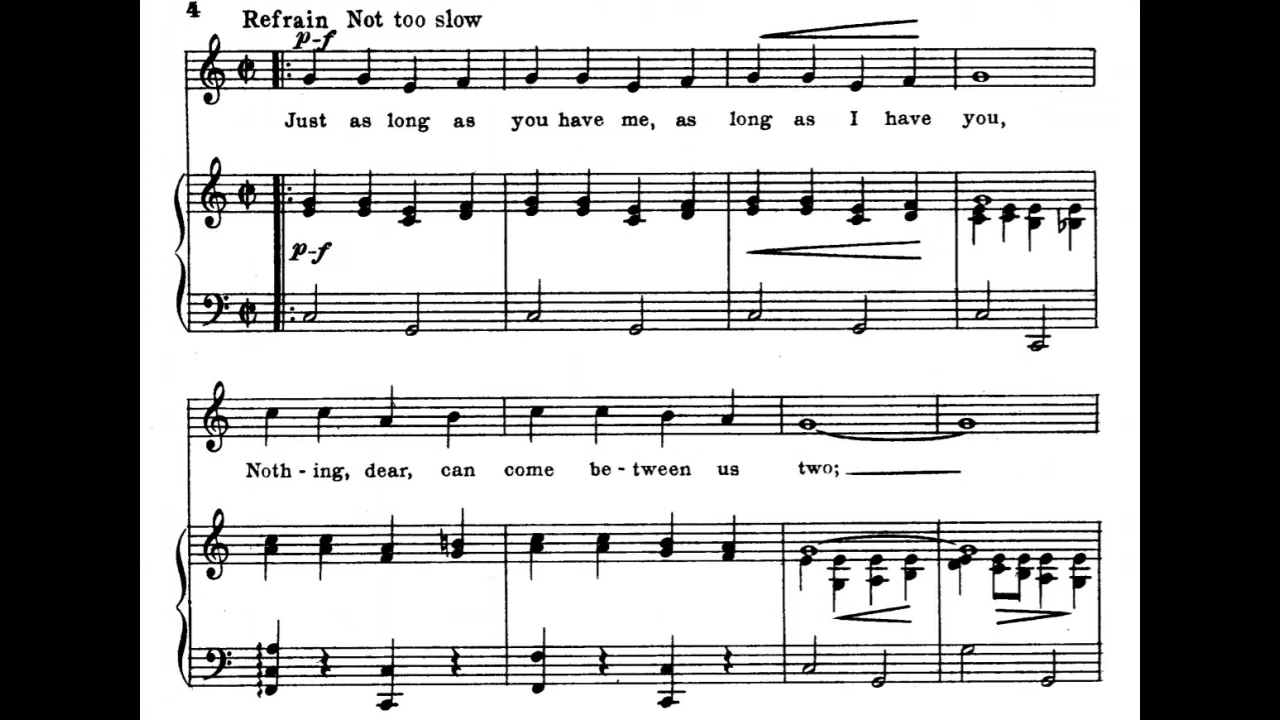 4
Refrain Not too slow
p-f
Just as long as you have me, as long as I have you,
p-f
Noth - ing, dear, can come be - tween us two;